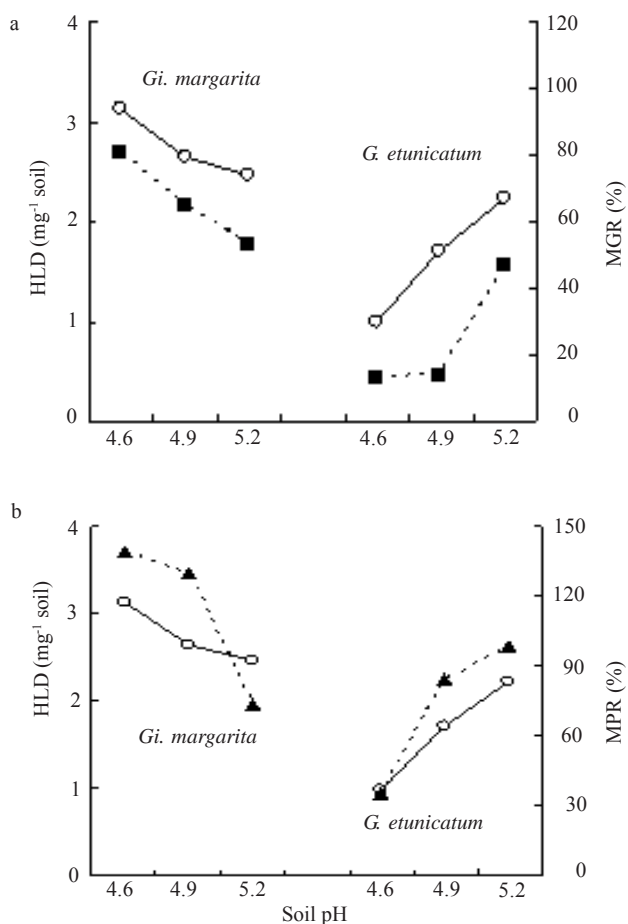 a
4
3
2
1
0
HLD (mg⁻¹ soil)
Gi. margarita
G. etunicatum
120
100
80
60
40
20
0
MGR (%)
4.6 4.9 5.2 4.6 4.9 5.2
b
4
3
2
1
0
HLD (mg⁻¹ soil)
Gi. margarita
G. etunicatum
150
120
90
60
30
0
MPR (%)
4.6 4.9 5.2 4.6 4.9 5.2
Soil pH